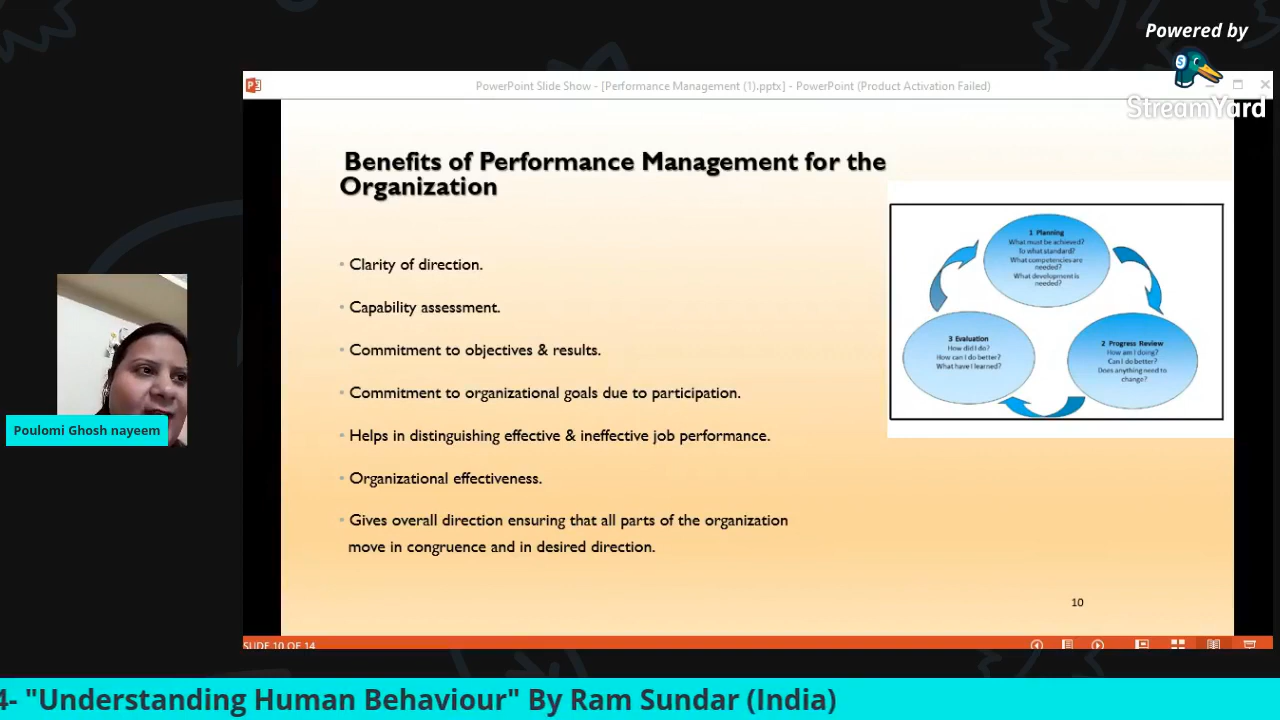 Powered by
StreamYard
PowerPoint Slide Show - [Performance Management (1).pptx] - PowerPoint (Product Activation Failed)
Benefits of Performance Management for the
Organization
• Clarity of direction.
• Capability assessment.
• Commitment to objectives & results.
• Commitment to organizational goals due to participation.
• Helps in distinguishing effective & ineffective job performance.
• Organizational effectiveness.
• Gives overall direction ensuring that all parts of the organization
move in congruence and in desired direction.
1 Planning
What must be achieved?
To what standard?
What competencies are
needed?
What development is
needed?
2 Progress Review
How am I doing?
Can I do better?
Does anything need to
change?
3 Evaluation
How did I do?
How can I do better?
What have I learned?
10
SLIDE 10 OF 14
Poulomi Ghosh nayeem
4- "Understanding Human Behaviour" By Ram Sundar (India)